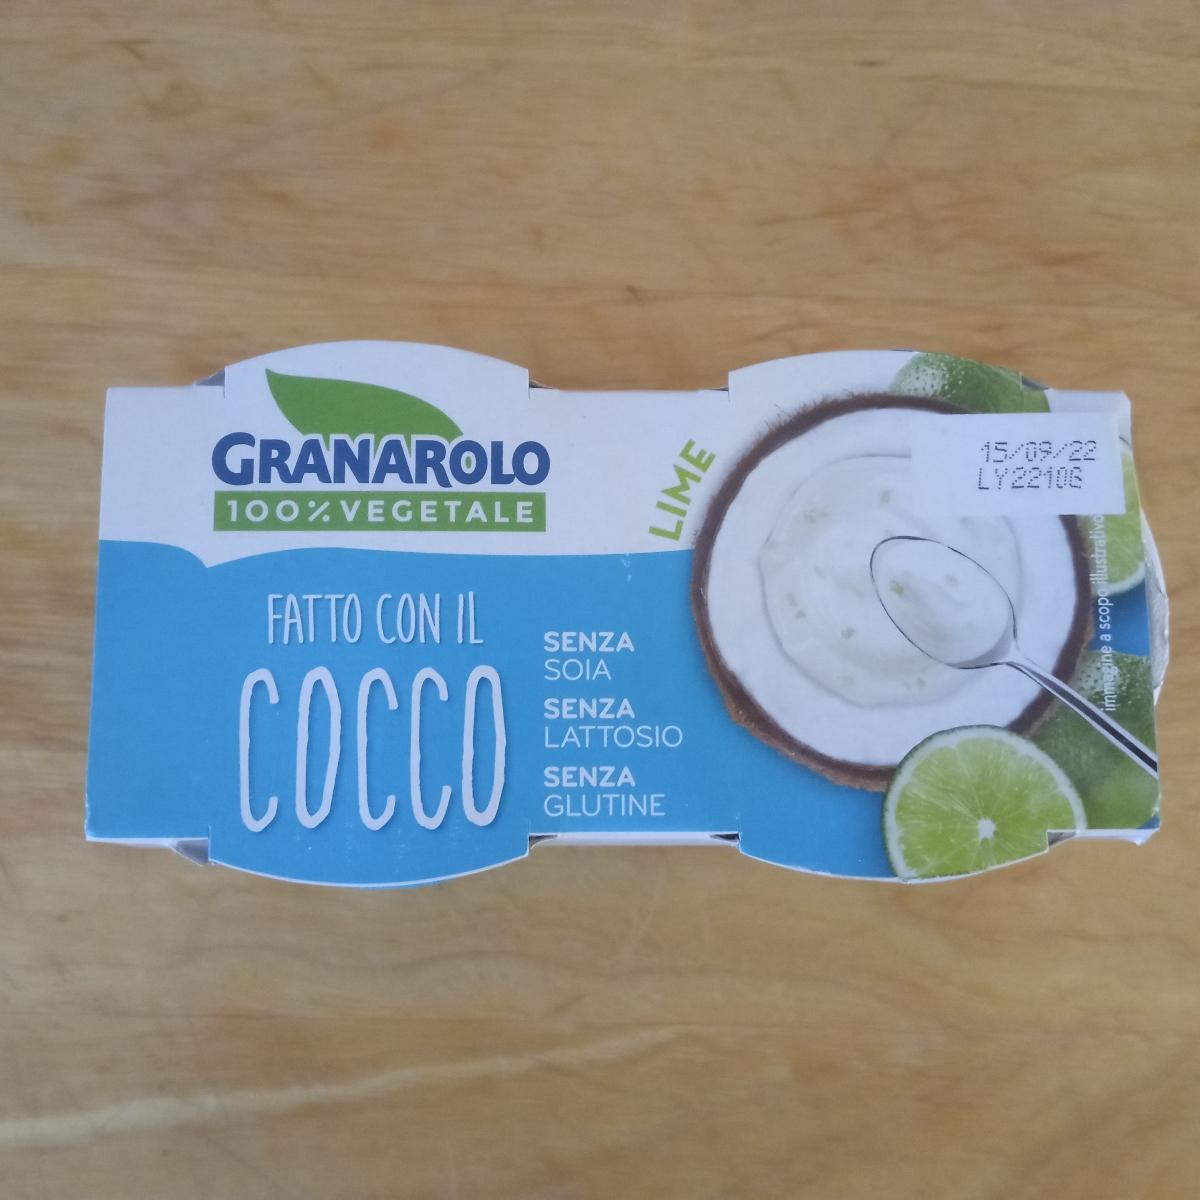 GRANAROLO
100% VEGETALE
FATTO CON IL
COCCO
SENZA
SOIA
SENZA
LATTOSIO
SENZA
GLUTINE
LIME
15/09/22
LY22106
immagine a scopo illustrativo